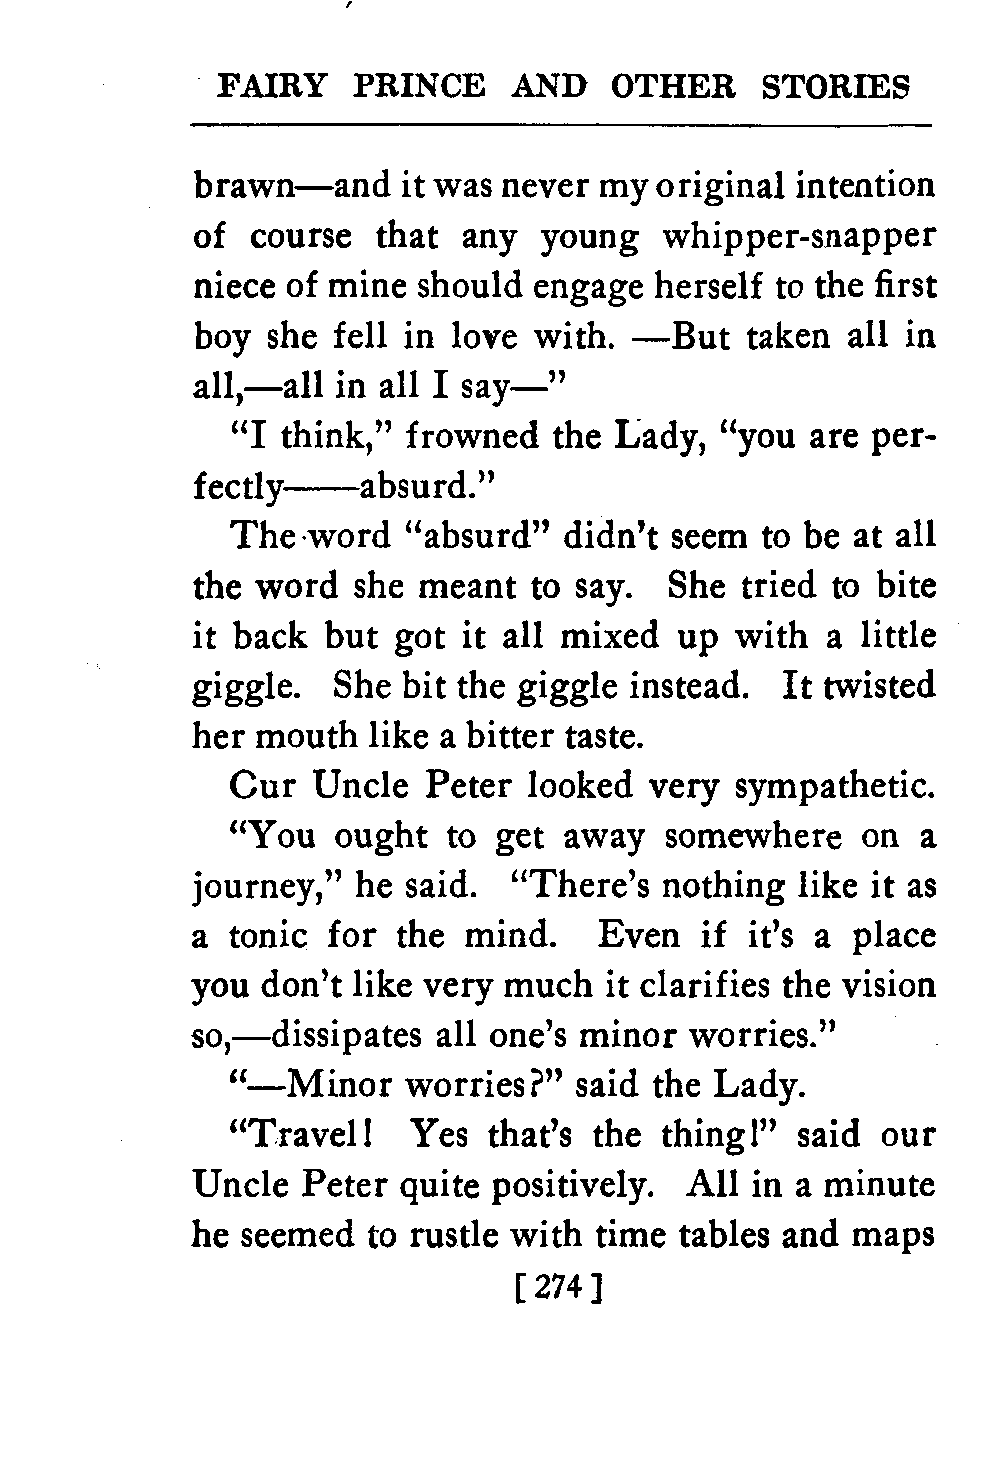 FAIRY PRINCE AND OTHER STORIES
brawn—and it was never my original intention
of course that any young whipper-snapper
niece of mine should engage herself to the first
boy she fell in love with. —But taken all in
all,—all in all I say—”
“I think,” frowned the Lady, “you are per-
fectly——absurd.”
The word “absurd” didn't seem to be at all
the word she meant to say. She tried to bite
it back but got it all mixed up with a little
giggle. She bit the giggle instead. It twisted
her mouth like a bitter taste.
Cur Uncle Peter looked very sympathetic.
“You ought to get away somewhere on a
journey,” he said. “There's nothing like it as
a tonic for the mind. Even if it's a place
you don't like very much it clarifies the vision
so,—dissipates all one's minor worries.”
“—Minor worries?” said the Lady.
“Travel! Yes that's the thing!” said our
Uncle Peter quite positively. All in a minute
he seemed to rustle with time tables and maps
[ 274 ]